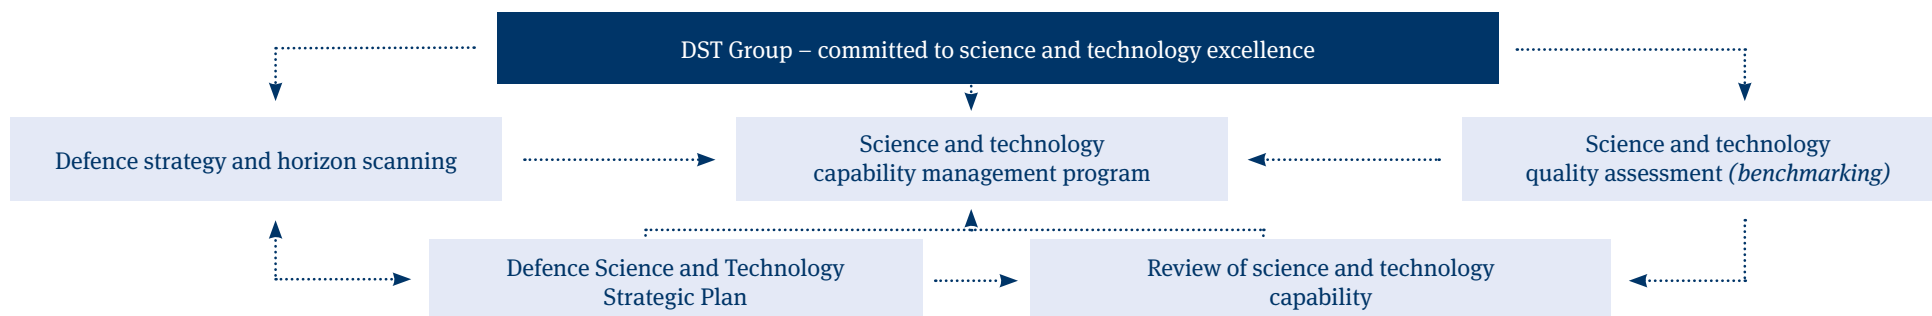 DST Group – committed to science and technology excellence
Defence strategy and horizon scanning
Science and technology
capability management program
Science and technology
quality assessment (benchmarking)
Defence Science and Technology
Strategic Plan
Review of science and technology
capability